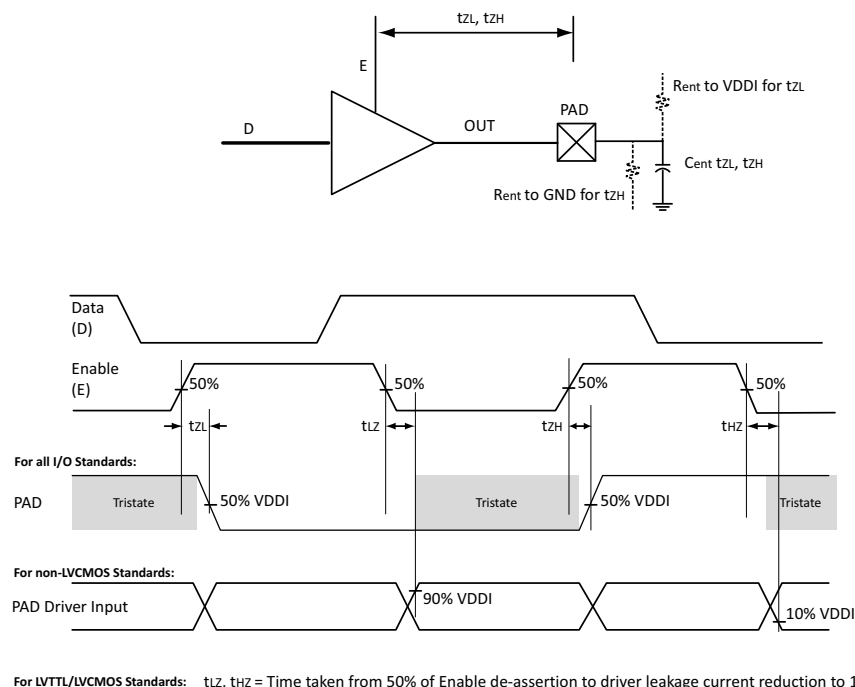 tZL, tZH
E
Rent to VDDI for tZL
PAD
D
OUT
Cent tZL, tZH
Rent to GND for tZH
Data
(D)
Enable
(E)
50%
50%
50%
50%
tZL
tLZ
tZH
tHZ
For all I/O Standards:
PAD
Tristate
50% VDDI
Tristate
50% VDDI
Tristate
For non-LVCMOS Standards:
PAD Driver Input
90% VDDI
10% VDDI
For LVTTL/LVCMOS Standards: tLZ, tHZ = Time taken from 50% of Enable de-assertion to driver leakage current reduction to 1